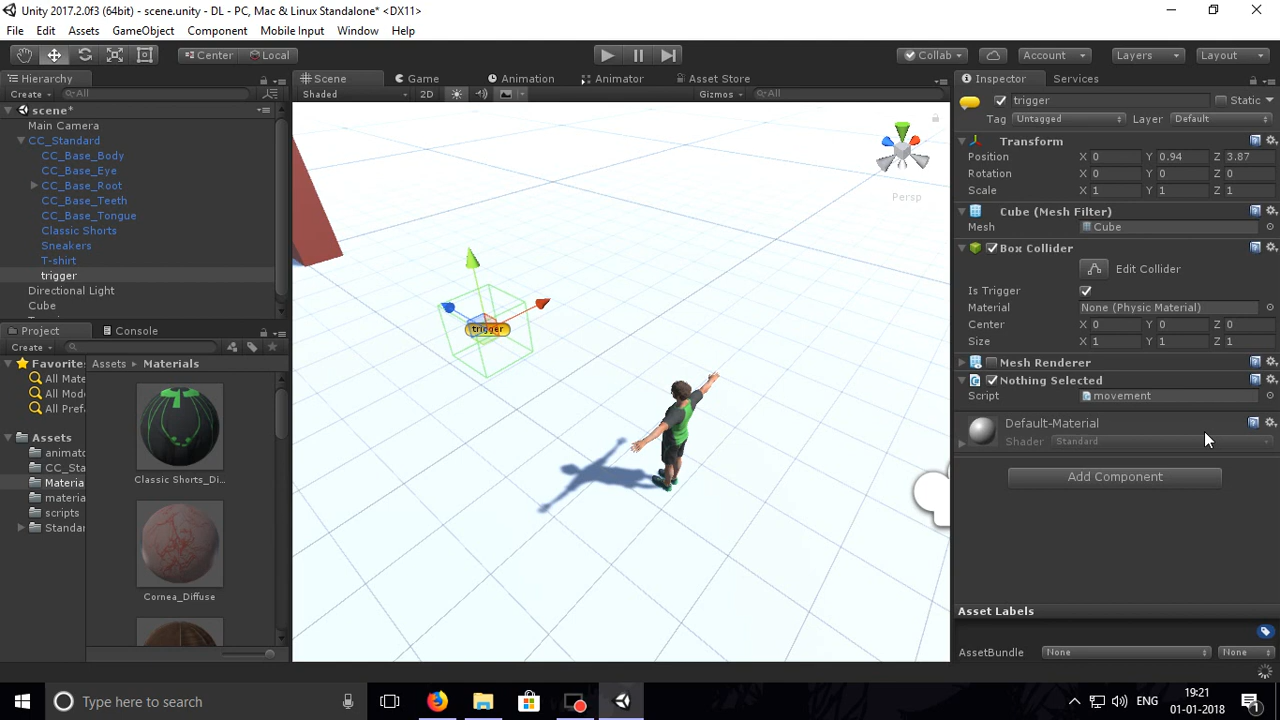 Unity 2017.2.0f3 (64bit) - scene.unity - DL - PC, Mac & Linux Standalone* <DX11>
File Edit Assets GameObject Component Mobile Input Window Help
Center Local Collab Account Layers Layout
Hierarchy
Create All
scene*
Main Camera
CC_Standard
CC_Base_Body
CC_Base_Eye
CC_Base_Root
CC_Base_Teeth
CC_Base_Tongue
Classic Shorts
Sneakers
T-shirt
trigger
Directional Light
Cube
Project Console
Create
Favorite
All Mate
All Mode
All Pref
Assets
animato
CC_Sta
Materia
materia
scripts
Standar
Assets Materials
Classic Shorts_Di...
Cornea_Diffuse
Scene Game Animation Animator Asset Store
Shaded 2D Gizmos All
Persp
trigger
Inspector Services
trigger Static
Tag Untagged Layer Default
Transform
Position X 0 Y 0.94 Z 3.87
Rotation X 0 Y 0 Z 0
Scale X 1 Y 1 Z 1
Cube (Mesh Filter)
Mesh Cube
Box Collider
Edit Collider
Is Trigger
Material None (Physic Material)
Center X 0 Y 0 Z 0
Size X 1 Y 1 Z 1
Mesh Renderer
Nothing Selected
Script movement
Default-Material
Shader Standard
Add Component
Asset Labels
AssetBundle None None
Type here to search
ENG
19:21
01-01-2018
1